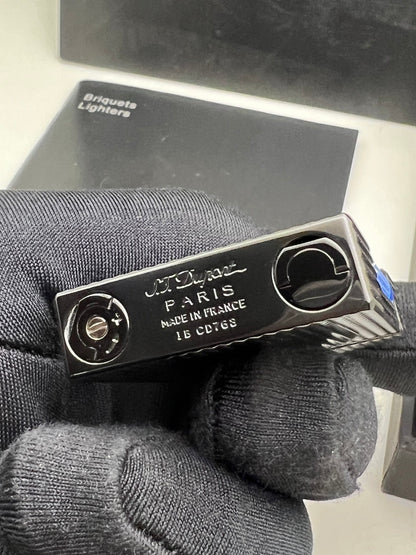 Briquets
Lighters
S.T. Dupont
PARIS
MADE IN FRANCE
1B CD768
+
-